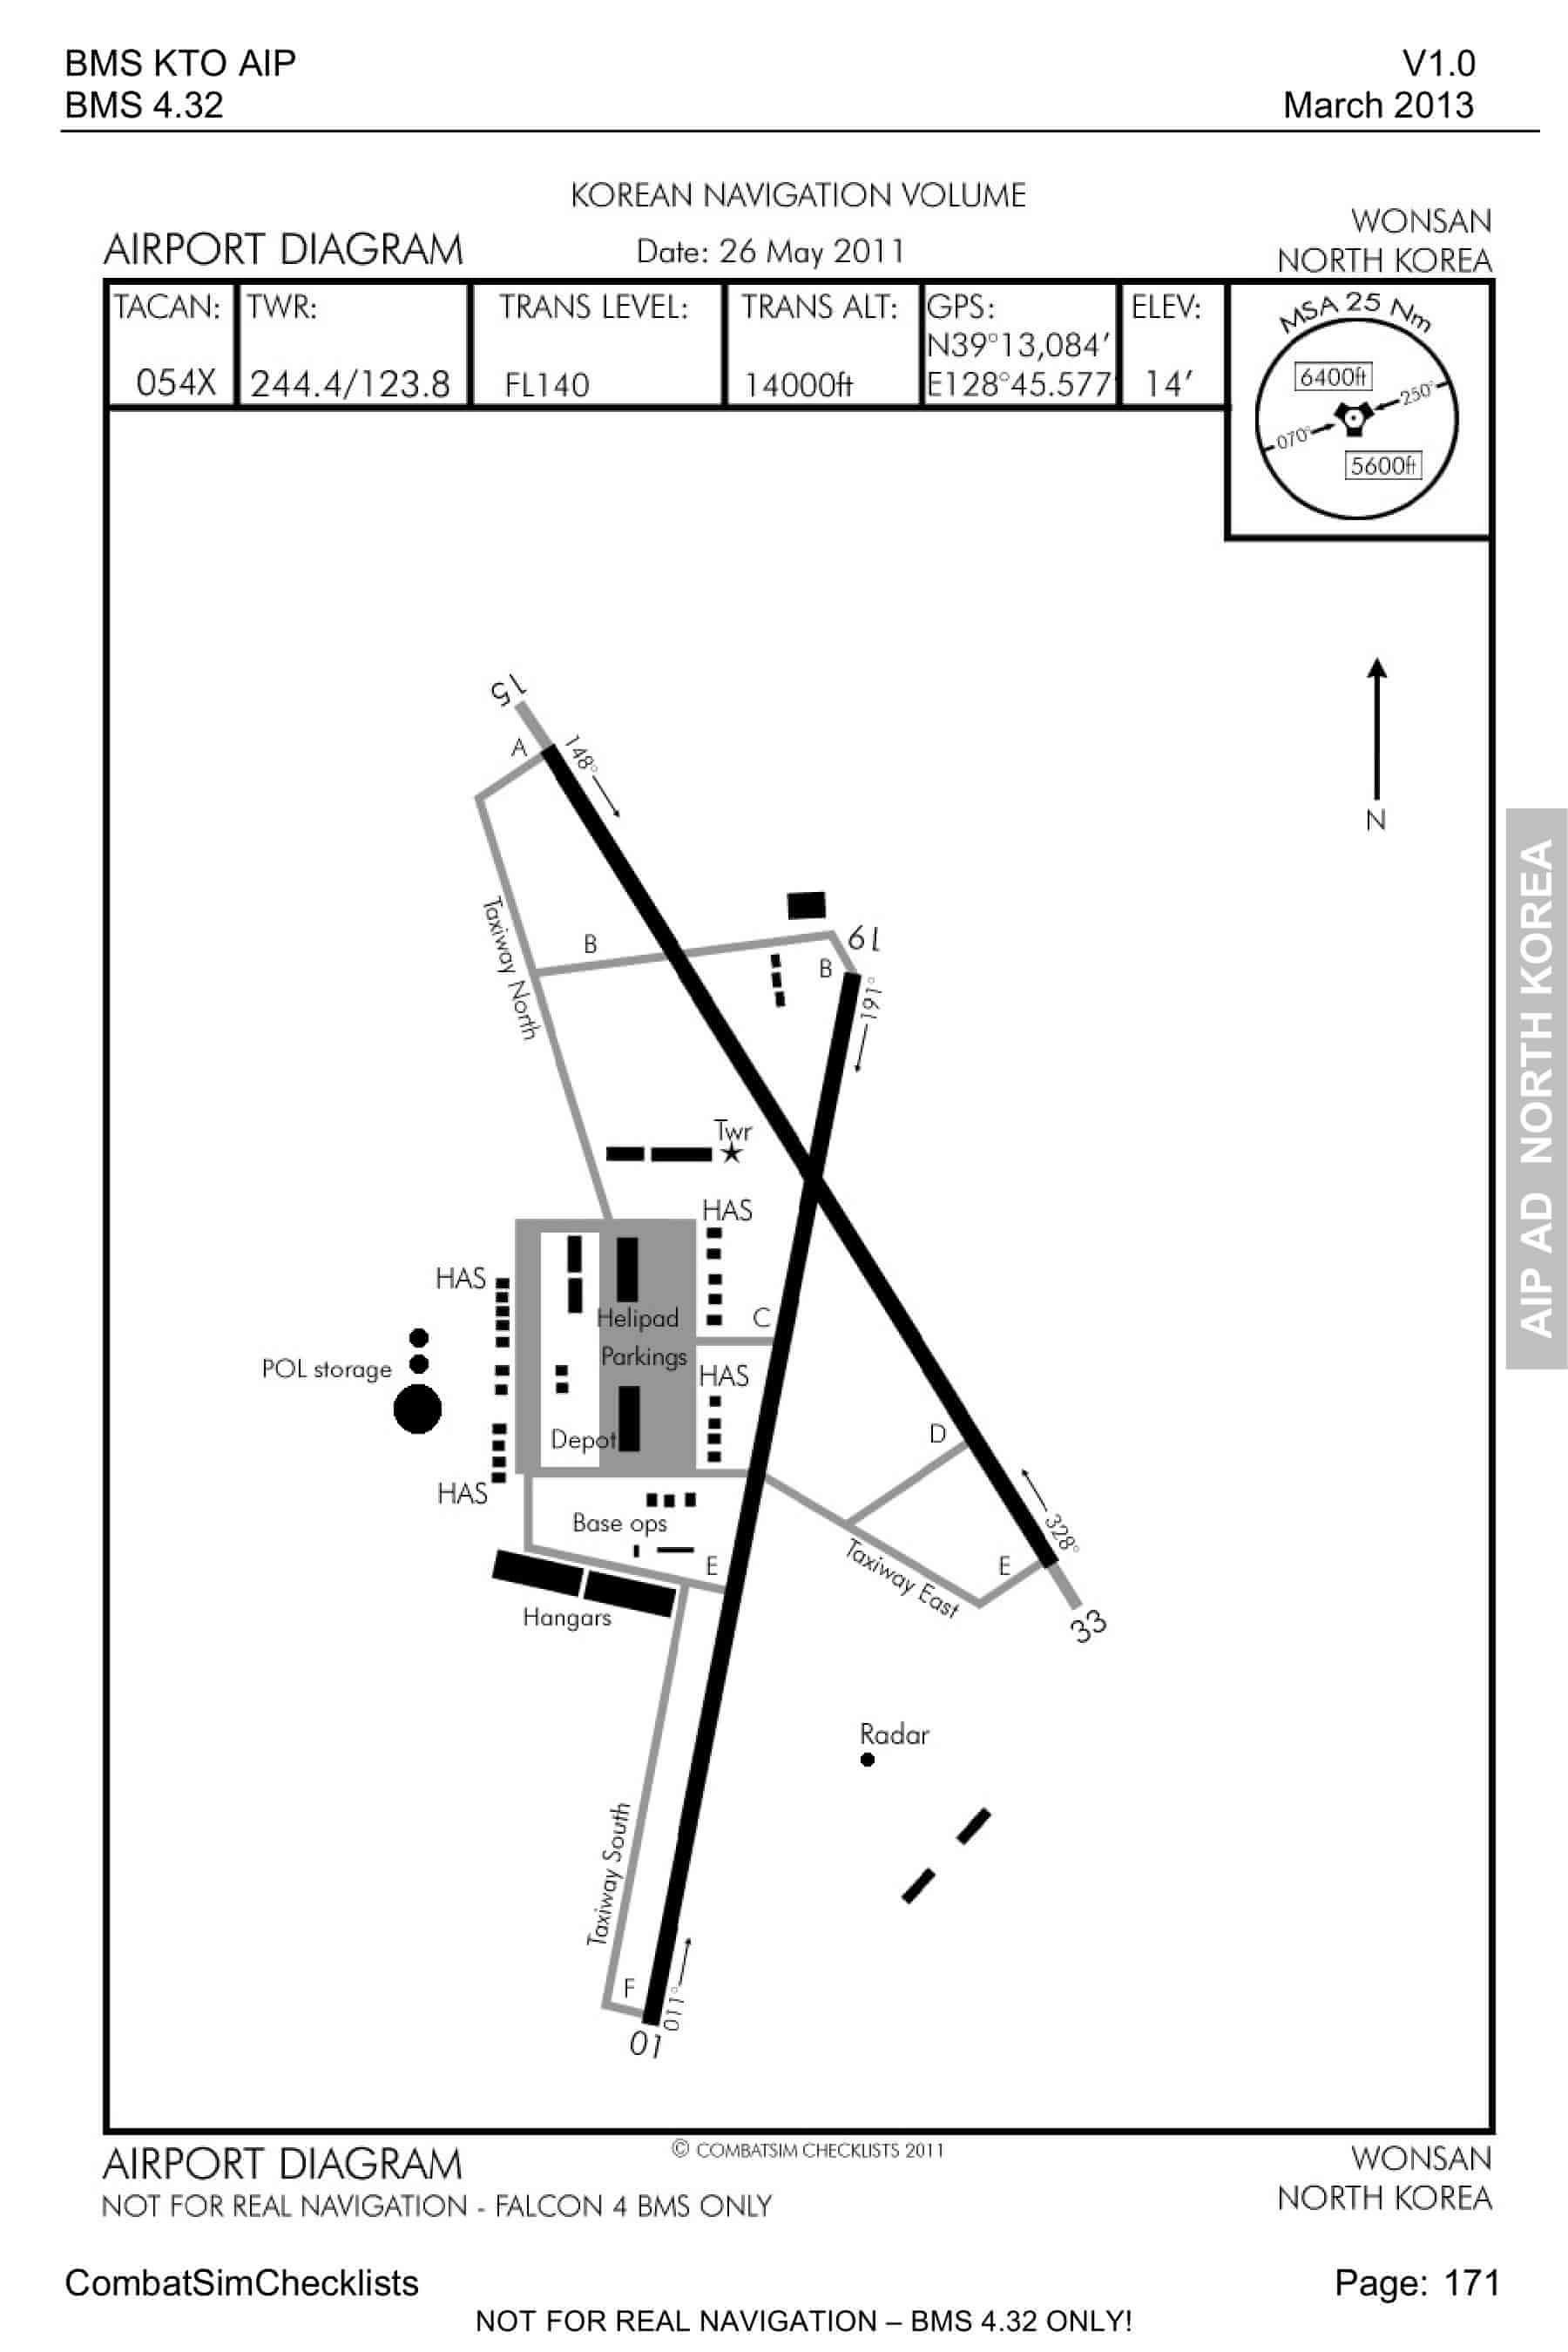 BMS KTO AIP V1.0
BMS 4.32 March 2013
KOREAN NAVIGATION VOLUME
WONSAN
AIRPORT DIAGRAM Date: 26 May 2011 NORTH KOREA
TACAN: TWR: TRANS LEVEL: TRANS ALT: GPS: ELEV:
N39°13,084′
054X 244.4/123.8 FL140 14000ft E128°45.577 14′
MSA 25 Nm
6400ft
250°
070°
5600ft
15
A
148°
N
Taxiway North
B
19
B
191°
Twr
HAS
HAS
Helipad
C
Parkings
POL storage
HAS
Depot
D
HAS
Base ops
328°
E
Taxiway East
E
Hangars
33
Radar
Taxiway South
F
011°
01
AIP AD NORTH KOREA
© COMBATSIM CHECKLISTS 2011
AIRPORT DIAGRAM WONSAN
NOT FOR REAL NAVIGATION - FALCON 4 BMS ONLY NORTH KOREA
CombatSimChecklists Page: 171
NOT FOR REAL NAVIGATION – BMS 4.32 ONLY!